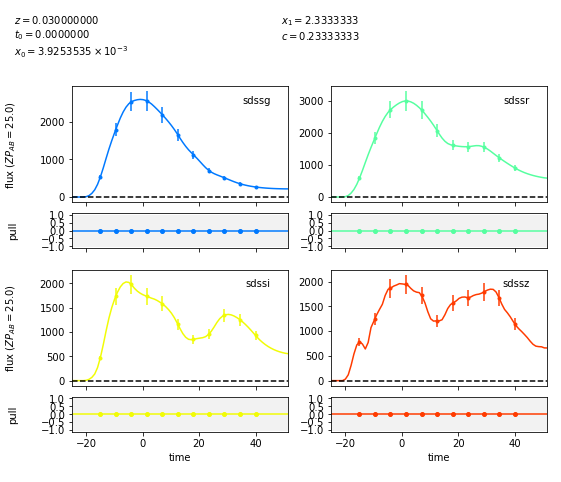 z = 0.030000000
t₀ = 0.0000000
x₀ = 3.9253535 × 10⁻³
x₁ = 2.3333333
c = 0.23333333
flux (ZP_AB = 25.0)
sdssg
2000
1000
0
sdssr
3000
2000
1000
0
pull
1.0
0.5
0.0
−0.5
−1.0
1.0
0.5
0.0
−0.5
−1.0
flux (ZP_AB = 25.0)
sdssi
2000
1500
1000
500
0
sdssz
2000
1500
1000
500
0
pull
1.0
0.5
0.0
−0.5
−1.0
1.0
0.5
0.0
−0.5
−1.0
−20 0 20 40
−20 0 20 40
time
time